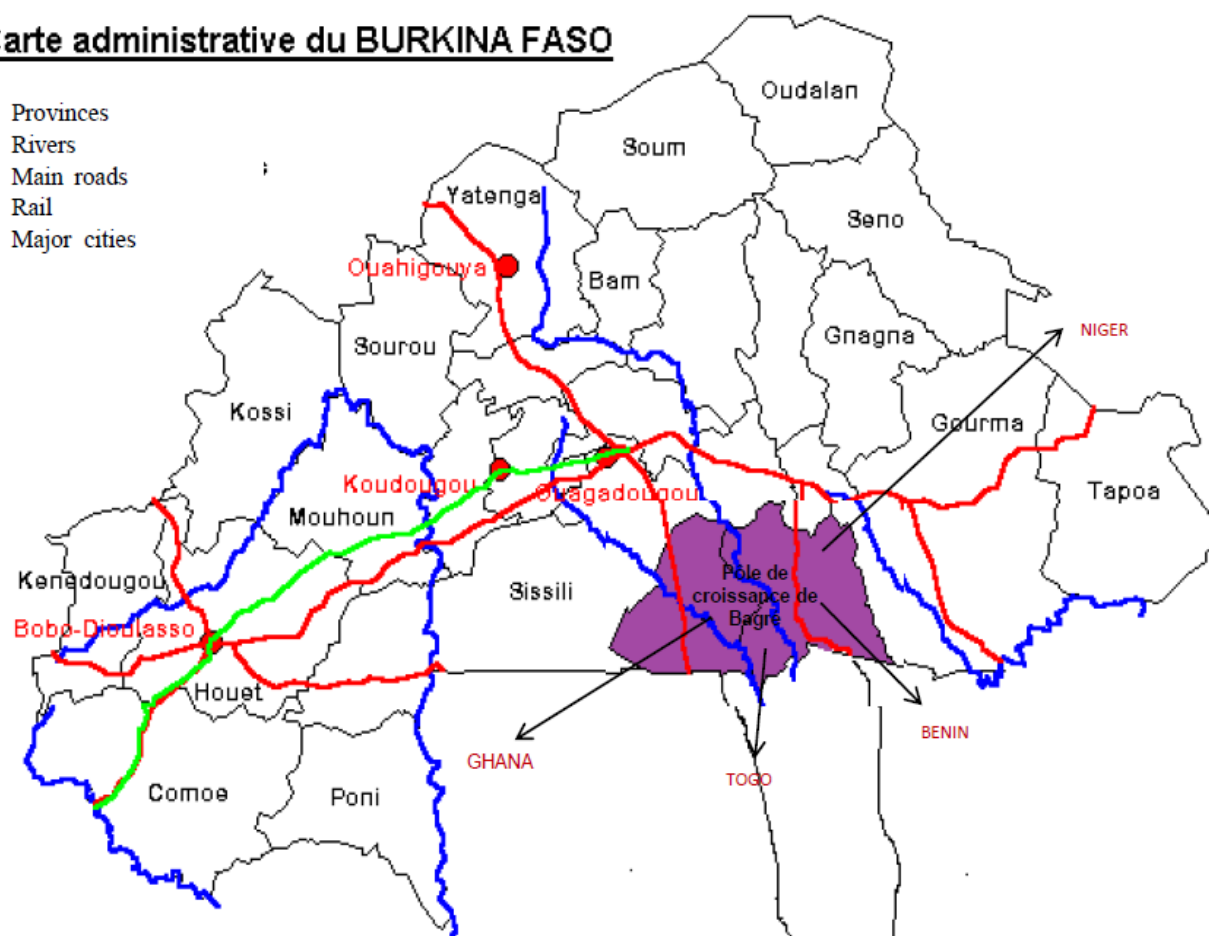 arte administrative du BURKINA FASO
Provinces
Rivers
Main roads
Rail
Major cities
Oudalan
Soum
Yatenga
Seno
Ouahigouya
Bam
NIGER
Sourou
Gnagna
Kossi
Gourma
Koudougou
Ouagadougou
Tapoa
Mouhoun
Kenedougou
Sissili
Pôle de
croissance de
Bagré
Bobo-Dioulasso
Houet
BENIN
GHANA
TOGO
Comoe
Poni